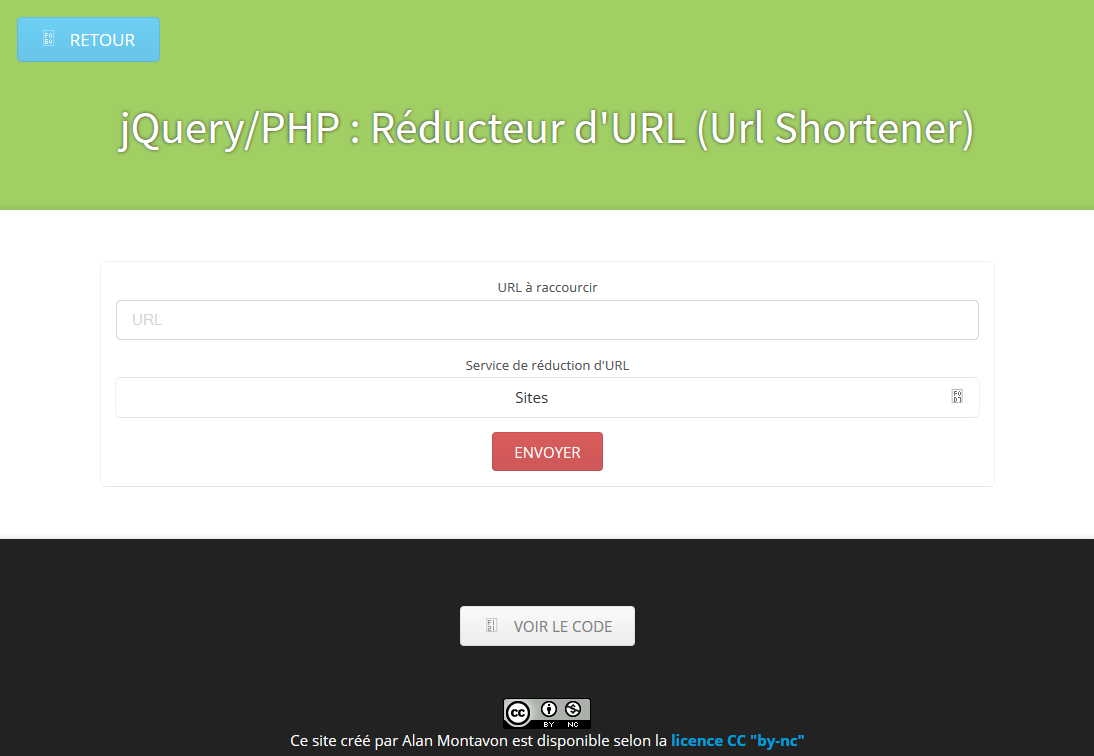 RETOUR
jQuery/PHP : Réducteur d'URL (Url Shortener)
URL à raccourcir
URL
Service de réduction d'URL
Sites
ENVOYER
VOIR LE CODE
cc BY NC
Ce site créé par Alan Montavon est disponible selon la licence CC "by-nc"